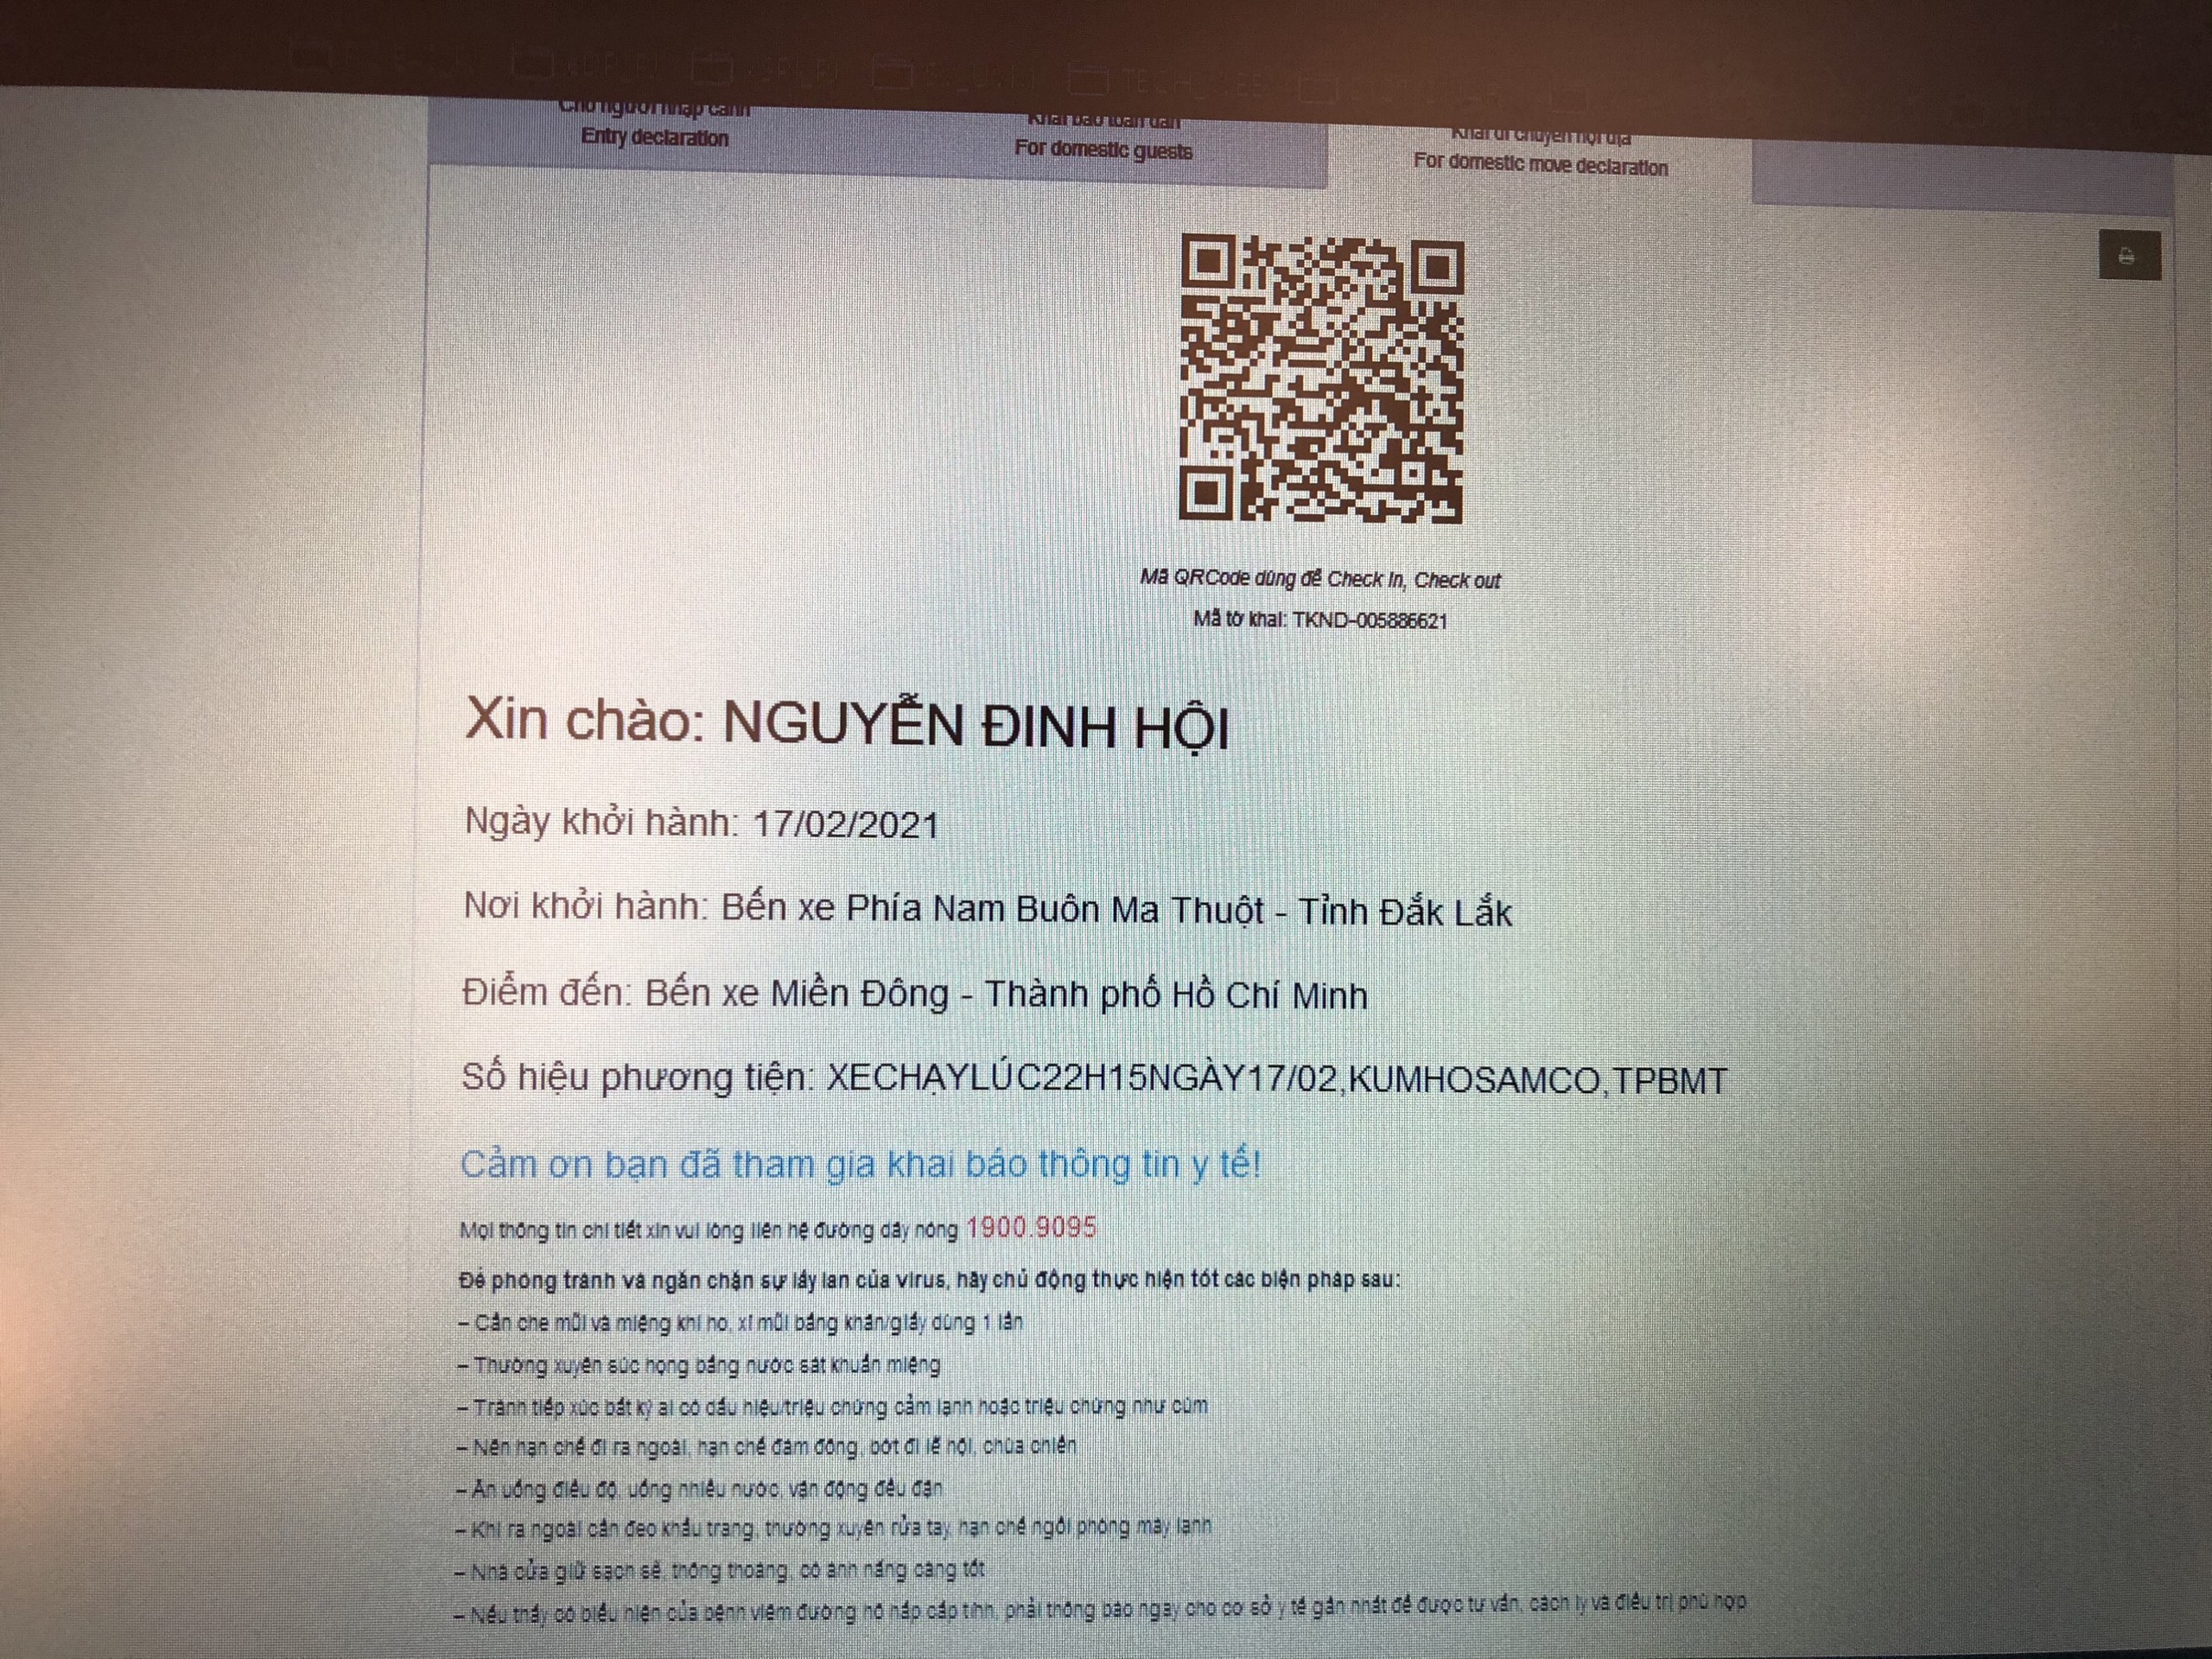 Cho người nhập cảnh
Entry declaration
Khai báo toàn dân
For domestic guests
Khai di chuyển nội địa
For domestic move declaration
Mã QRCode dùng để Check In, Check out
Mã tờ khai: TKND-005886621
Xin chào: NGUYỄN ĐINH HỘI
Ngày khởi hành: 17/02/2021
Nơi khởi hành: Bến xe Phía Nam Buôn Ma Thuột - Tỉnh Đắk Lắk
Điểm đến: Bến xe Miền Đông - Thành phố Hồ Chí Minh
Số hiệu phương tiện: XECHẠYLÚC22H15NGÀY17/02,KUMHOSAMCO,TPBMT
Cảm ơn bạn đã tham gia khai báo thông tin y tế!
Mọi thông tin chi tiết xin vui lòng liên hệ đường dây nóng 1900.9095
Để phòng tránh và ngăn chặn sự lây lan của virus, hãy chủ động thực hiện tốt các biện pháp sau:
– Cần che mũi và miệng khi ho, xì mũi bằng khăn/giấy dùng 1 lần
– Thường xuyên súc họng bằng nước sát khuẩn miệng
– Tránh tiếp xúc bất kỳ ai có dấu hiệu/triệu chứng cảm lạnh hoặc triệu chứng như cúm
– Nên hạn chế đi ra ngoài, hạn chế đám đông, bớt đi lễ hội, chùa chiền
– Ăn uống điều độ, uống nhiều nước, vận động đều đặn
– Khi ra ngoài cần đeo khẩu trang, thường xuyên rửa tay, hạn chế ngồi phòng máy lạnh
– Nhà cửa giữ sạch sẽ, thông thoáng, có ánh nắng càng tốt
– Nếu thấy có biểu hiện của bệnh viêm đường hô hấp cấp tính, phải thông báo ngay cho cơ sở y tế gần nhất để được tư vấn, cách ly và điều trị phù hợp